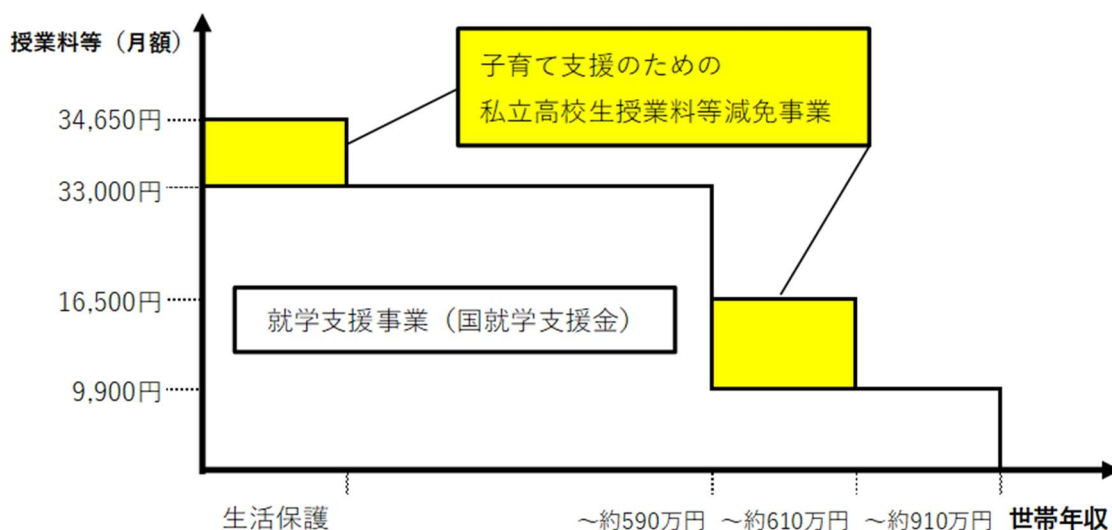 授業料等（月額）
子育て支援のための
私立高校生授業料等減免事業
34,650円
33,000円
16,500円
就学支援事業（国就学支援金）
9,900円
生活保護
～約590万円
～約610万円
～約910万円
世帯年収